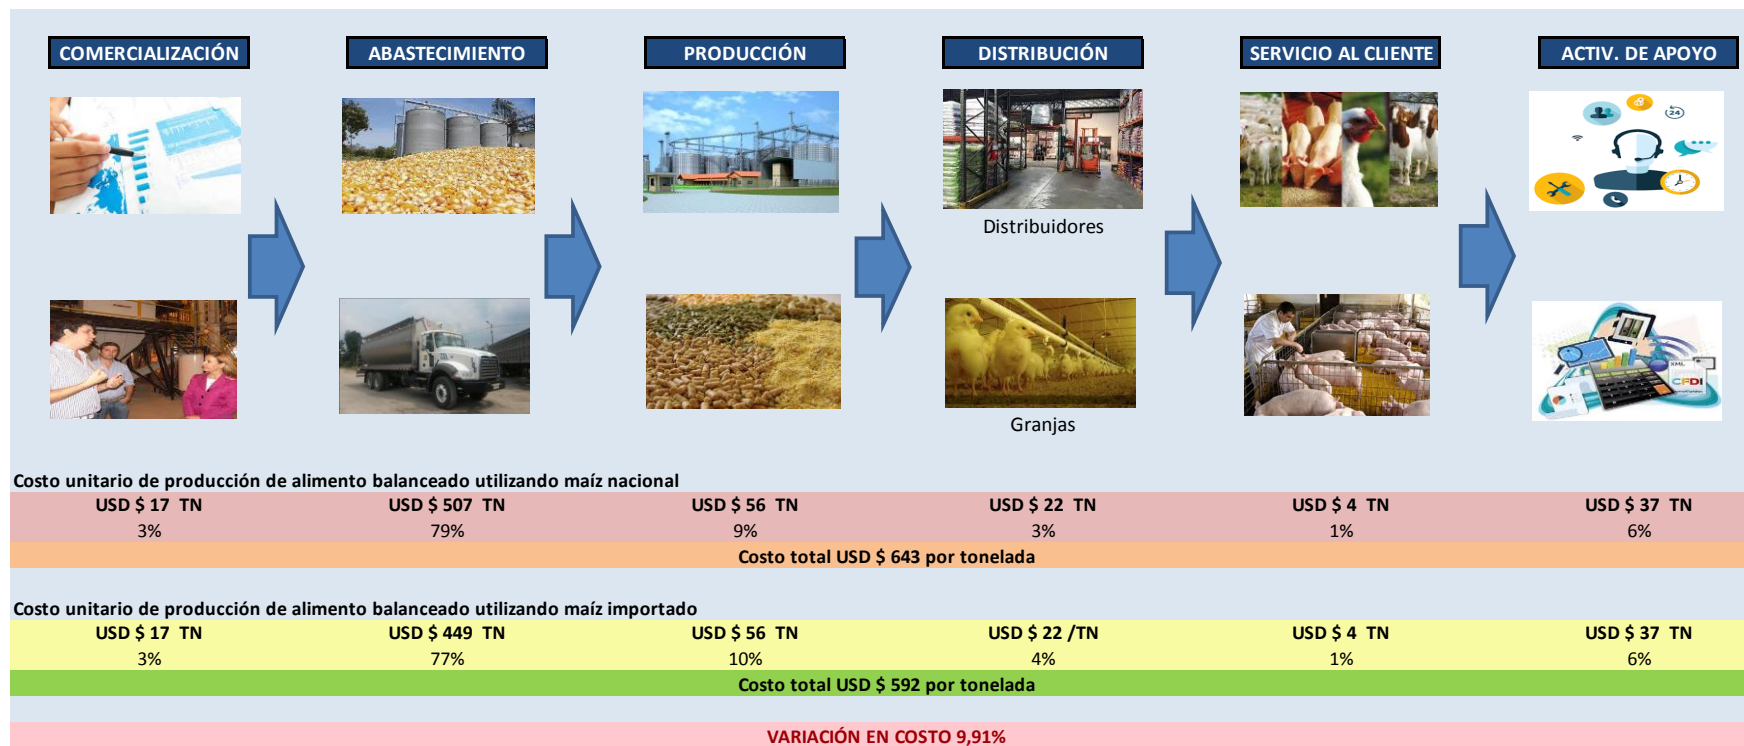 COMERCIALIZACIÓN ABASTECIMIENTO PRODUCCIÓN DISTRIBUCIÓN SERVICIO AL CLIENTE ACTIV. DE APOYO
24
Distribuidores
XML
CFDI
Granjas
Costo unitario de producción de alimento balanceado utilizando maíz nacional
USD $ 17 TN USD $ 507 TN USD $ 56 TN USD $ 22 TN USD $ 4 TN USD $ 37 TN
3% 79% 9% 3% 1% 6%
Costo total USD $ 643 por tonelada
Costo unitario de producción de alimento balanceado utilizando maíz importado
USD $ 17 TN USD $ 449 TN USD $ 56 TN USD $ 22 /TN USD $ 4 TN USD $ 37 TN
3% 77% 10% 4% 1% 6%
Costo total USD $ 592 por tonelada
VARIACIÓN EN COSTO 9,91%